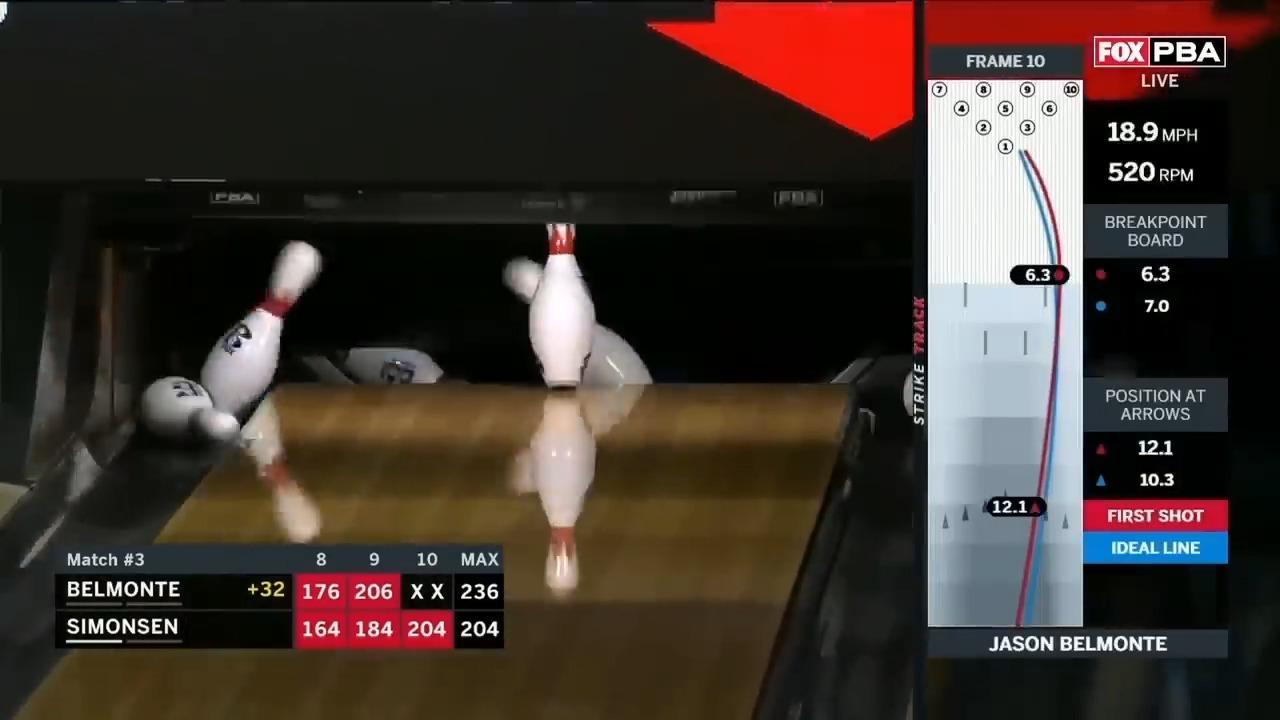 FRAME 10
FOX PBA
LIVE
7 8 9 10
4 5 6
2 3
1
18.9 MPH
520 RPM
BREAKPOINT
BOARD
6.3
6.3
7.0
STRIKE TRACK
POSITION AT
ARROWS
12.1
10.3
12.1
FIRST SHOT
IDEAL LINE
JASON BELMONTE
PBA
Match #3 8 9 10 MAX
BELMONTE +32 176 206 X X 236
SIMONSEN 164 184 204 204